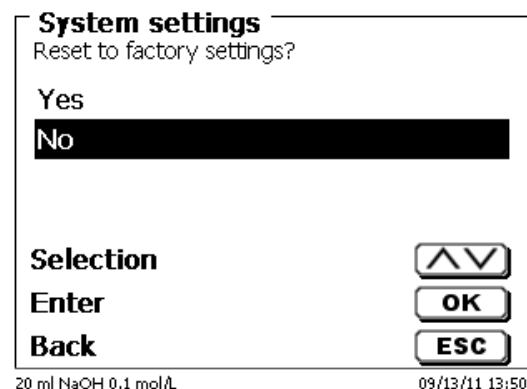 System settings
Reset to factory settings?
Yes
No
Selection
Enter OK
Back ESC
20 ml NaOH 0.1 mol/L 09/13/11 13:50